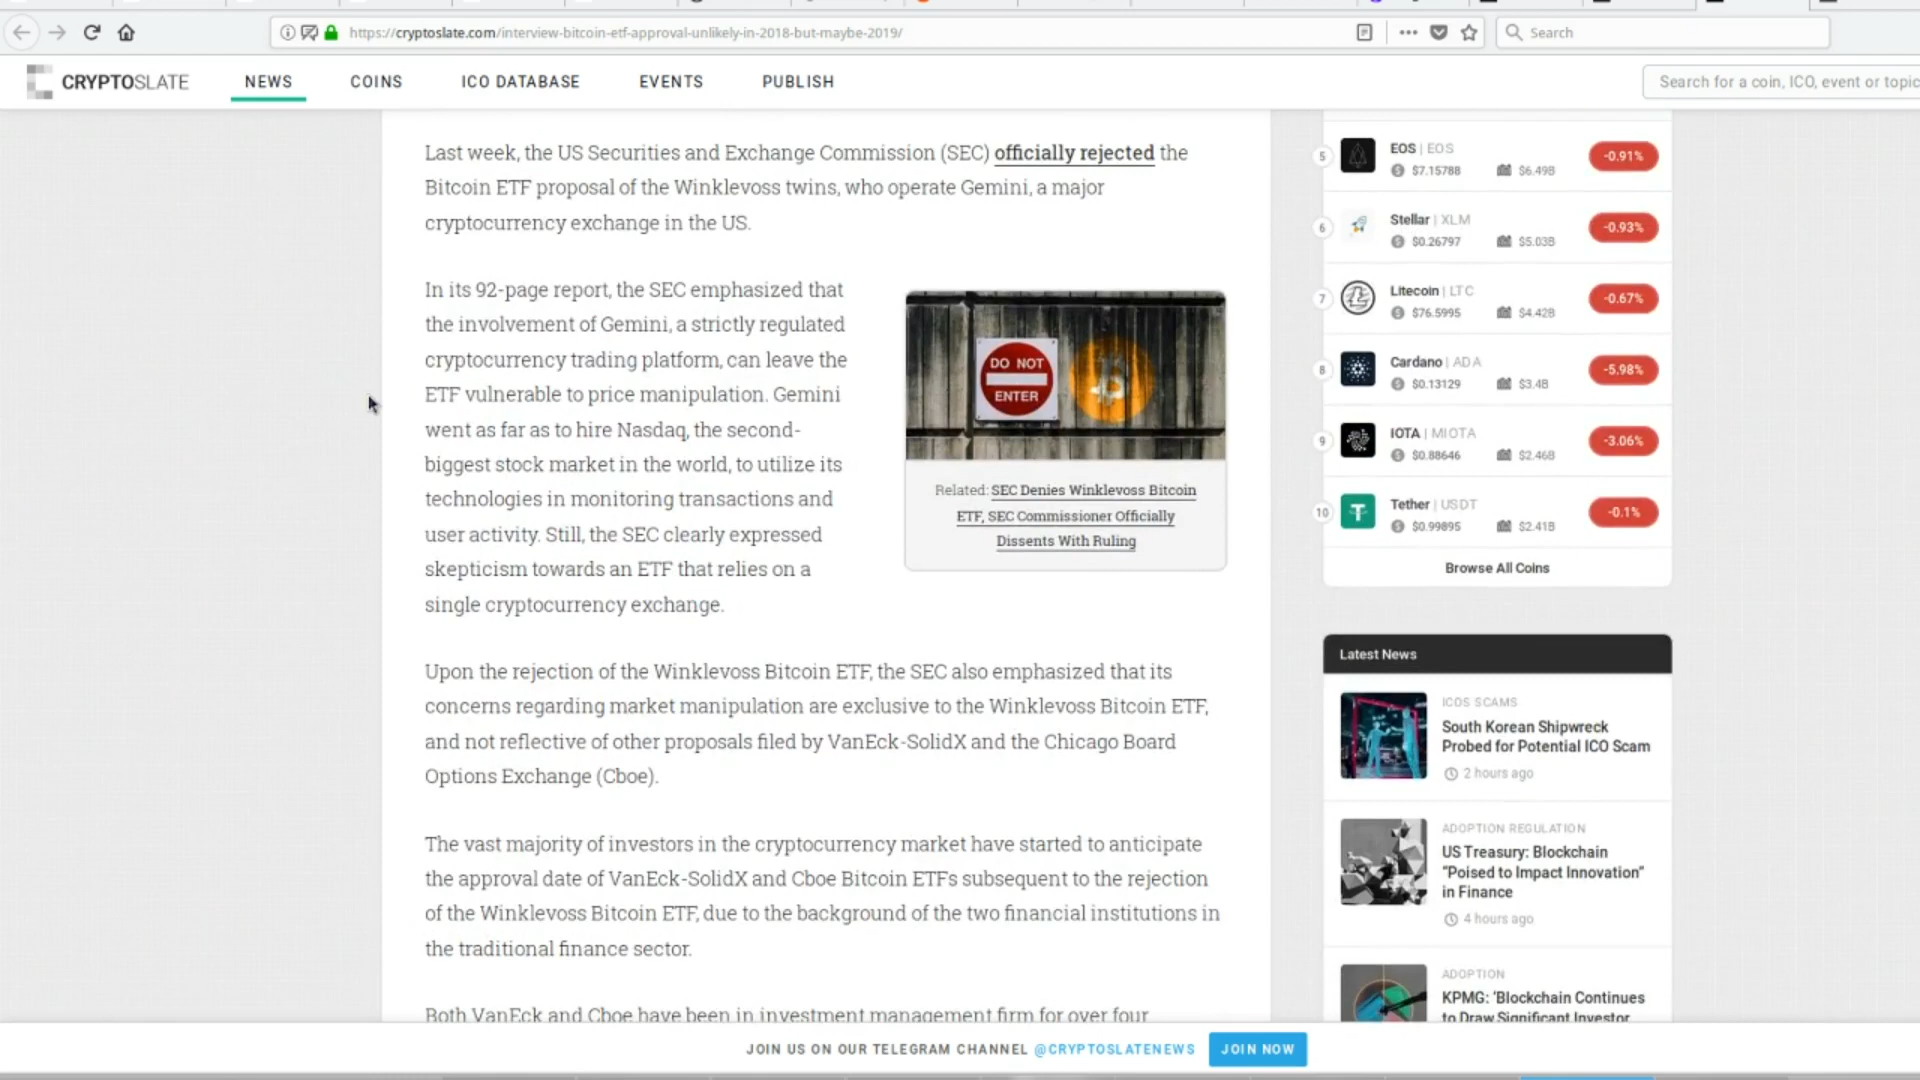 https://cryptoslate.com/interview-bitcoin-etf-approval-unlikely-in-2018-but-maybe-2019/
Search
CRYPTOSLATE
NEWS
COINS
ICO DATABASE
EVENTS
PUBLISH
Search for a coin, ICO, event or topic
Last week, the US Securities and Exchange Commission (SEC) officially rejected the
Bitcoin ETF proposal of the Winklevoss twins, who operate Gemini, a major
cryptocurrency exchange in the US.
In its 92-page report, the SEC emphasized that
the involvement of Gemini, a strictly regulated
cryptocurrency trading platform, can leave the
ETF vulnerable to price manipulation. Gemini
went as far as to hire Nasdaq, the second-
biggest stock market in the world, to utilize its
technologies in monitoring transactions and
user activity. Still, the SEC clearly expressed
skepticism towards an ETF that relies on a
single cryptocurrency exchange.
DO NOT
ENTER
Related: SEC Denies Winklevoss Bitcoin
ETF, SEC Commissioner Officially
Dissents With Ruling
Upon the rejection of the Winklevoss Bitcoin ETF, the SEC also emphasized that its
concerns regarding market manipulation are exclusive to the Winklevoss Bitcoin ETF,
and not reflective of other proposals filed by VanEck-SolidX and the Chicago Board
Options Exchange (Cboe).
The vast majority of investors in the cryptocurrency market have started to anticipate
the approval date of VanEck-SolidX and Cboe Bitcoin ETFs subsequent to the rejection
of the Winklevoss Bitcoin ETF, due to the background of the two financial institutions in
the traditional finance sector.
Both VanEck and Cboe have been in investment management firm for over four
5
EOS | EOS
$7.15788 $6.49B
-0.91%
6
Stellar | XLM
$0.26797 $5.03B
-0.93%
7
Litecoin | LTC
$76.5995 $4.42B
-0.67%
8
Cardano | ADA
$0.13129 $3.4B
-5.98%
9
IOTA | MIOTA
$0.88646 $2.46B
-3.06%
10
Tether | USDT
$0.99895 $2.41B
-0.1%
Browse All Coins
Latest News
ICOS SCAMS
South Korean Shipwreck
Probed for Potential ICO Scam
2 hours ago
ADOPTION REGULATION
US Treasury: Blockchain
“Poised to Impact Innovation”
in Finance
4 hours ago
ADOPTION
KPMG: 'Blockchain Continues
to Draw Significant Investor
JOIN US ON OUR TELEGRAM CHANNEL @CRYPTOSLATENEWS
JOIN NOW